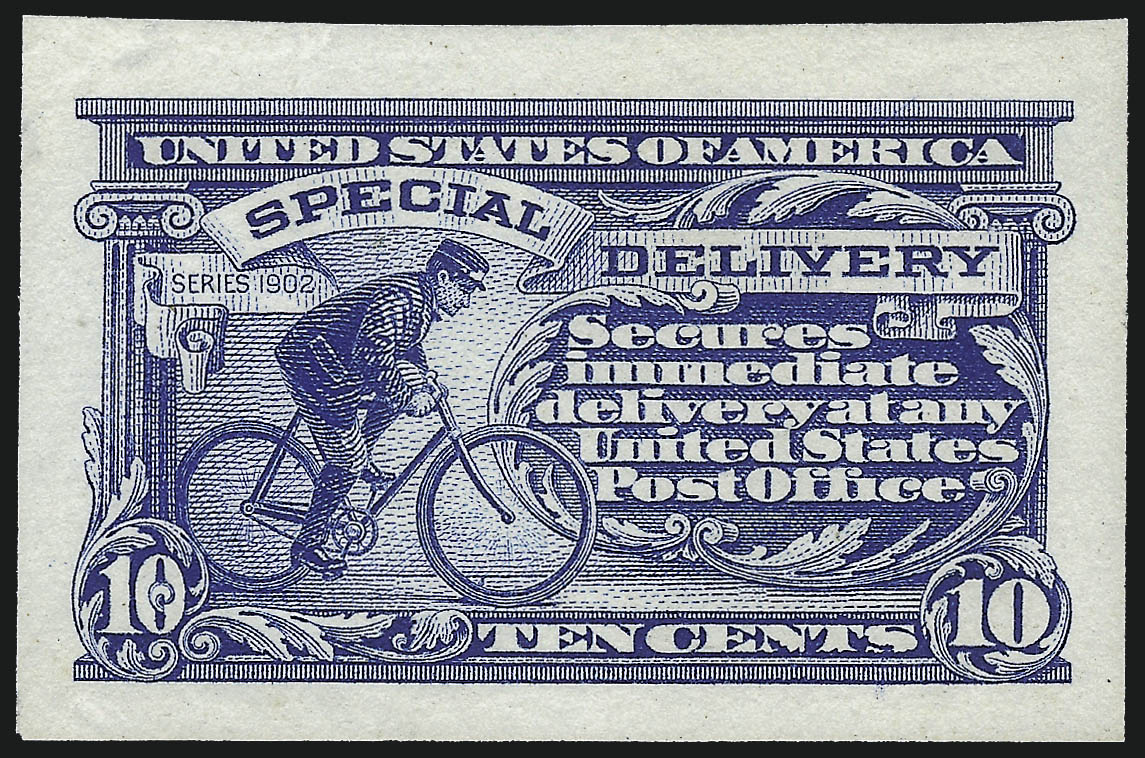 UNITED STATES OF AMERICA
SPECIAL
DELIVERY
SERIES 1902
Secures
immediate
delivery at any
United States
Post Office
10
TEN CENTS
10